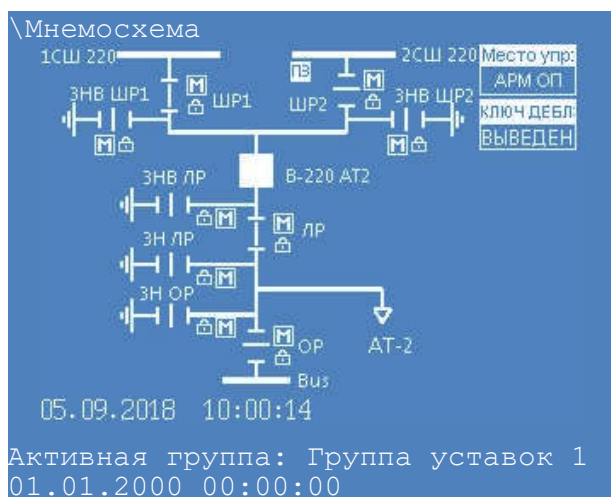 \Мнемосхема
1СШ 220
2СШ 220
Место упр:
АРМ ОП
КЛЮЧ ДЕБЛ:
ВЫВЕДЕН
ПВ
М
ШР1
ЗНВ ШР1
М
ШР2
М
ЗНВ ШР2
М
М
ЗНВ ЛР
В-220 АТ2
М
М
ЛР
ЗН ЛР
М
ЗН ОР
М
М
ОР
АТ-2
Bus
05.09.2018 10:00:14
Активная группа: Группа уставок 1
01.01.2000 00:00:00